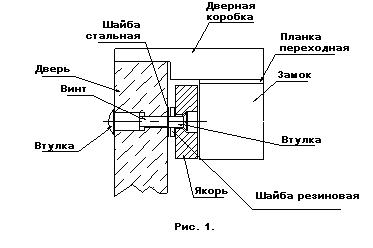 Дверная
коробка
Шайба
стальная
Планка
переходная
Дверь
Замок
Винт
Втулка
Втулка
Якорь
Шайба резиновая
Рис. 1.